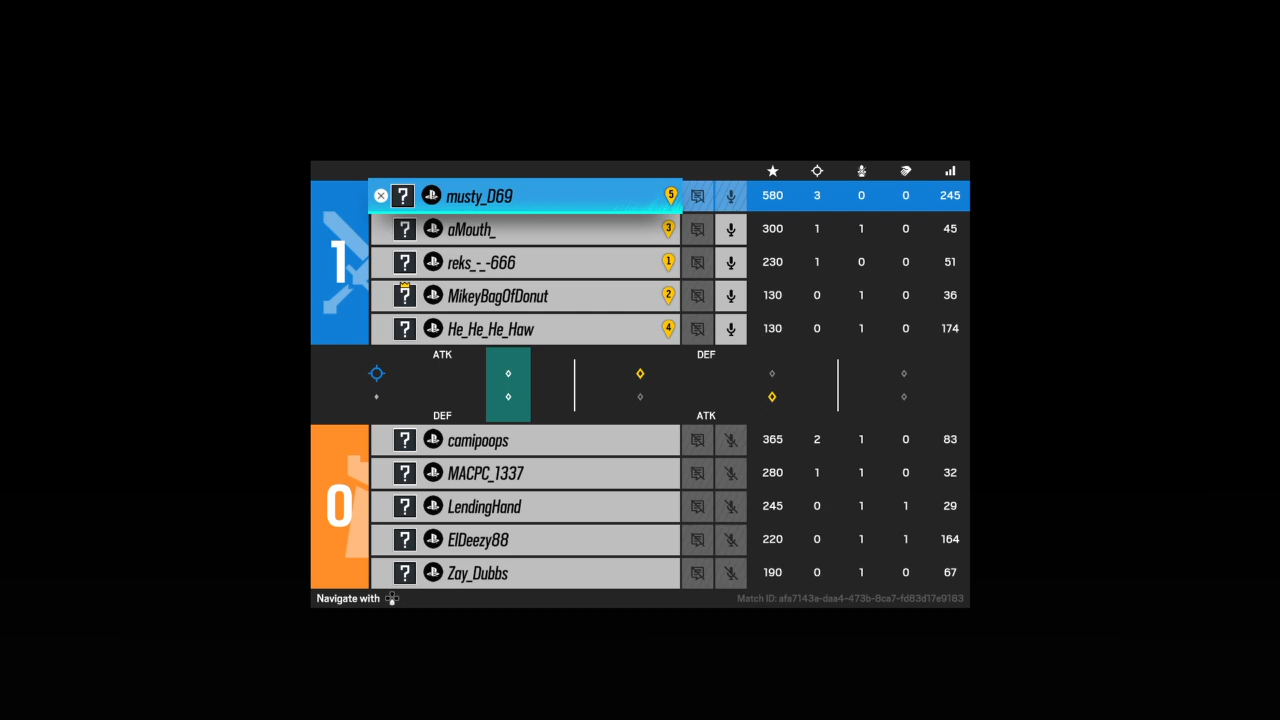 musty_D69 5 580 3 0 0 245
1
aMouth_ 3 300 1 1 0 45
reks_-_-666 1 230 1 0 0 51
MikeyBagOfDonut 2 130 0 1 0 36
He_He_He_Haw 4 130 0 1 0 174
ATK DEF
DEF ATK
0
camipoops 365 2 1 0 83
MACPC_1337 280 1 1 0 32
LendingHand 245 0 1 1 29
ElDeezy88 220 0 1 1 164
Zay_Dubbs 190 0 1 0 67
Navigate with
Match ID: afa7143a-daa4-473b-8ca7-fd83d17e9183